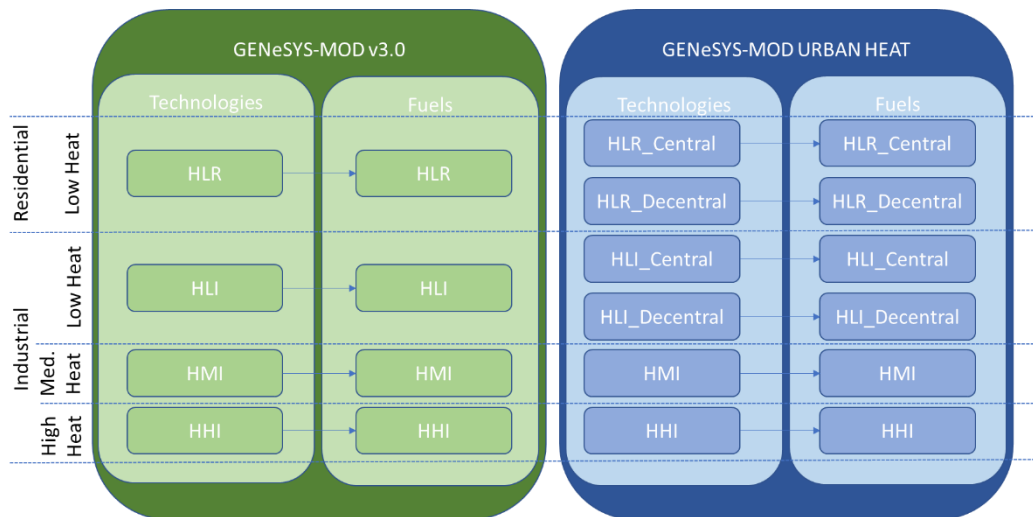 GENeSYS-MOD v3.0
GENeSYS-MOD URBAN HEAT
Technologies
Fuels
Technologies
Fuels
Residential
Low Heat
HLR
HLR
HLR_Central
HLR_Central
HLR_Decentral
HLR_Decentral
Industrial
Low Heat
HLI
HLI
HLI_Central
HLI_Central
HLI_Decentral
HLI_Decentral
Med.
Heat
HMI
HMI
HMI
HMI
High
Heat
HHI
HHI
HHI
HHI